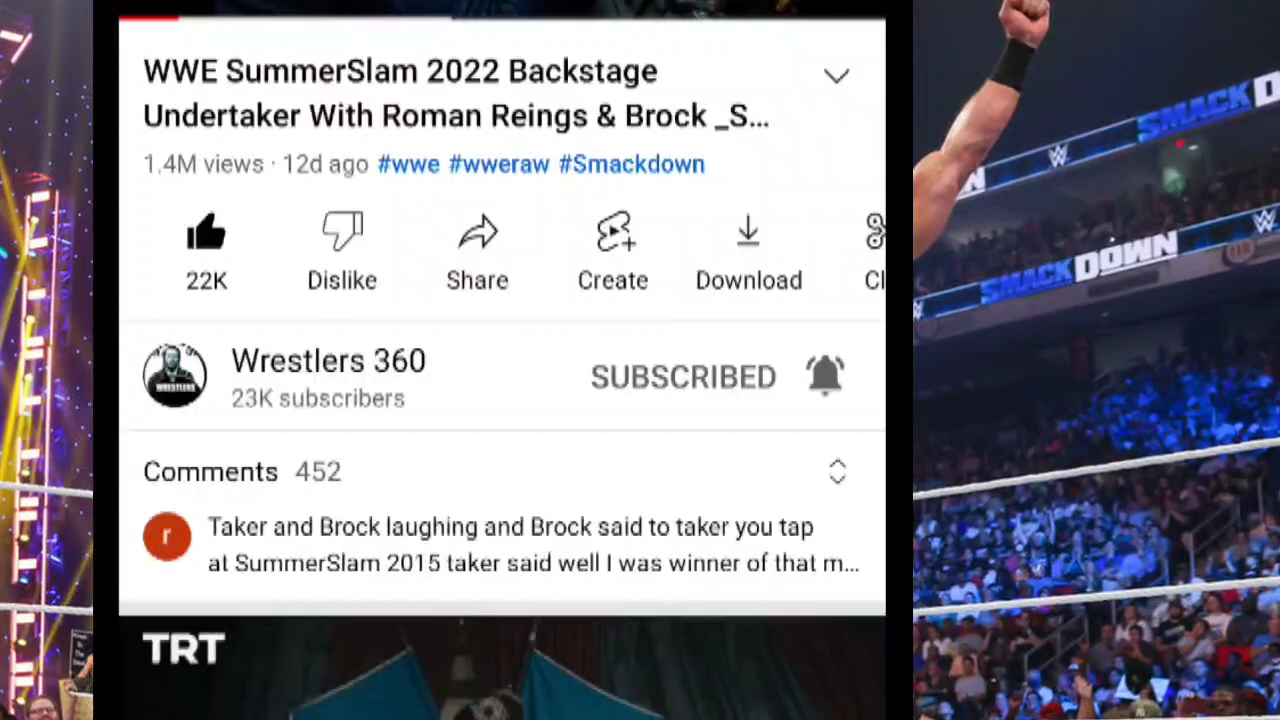 WWE SummerSlam 2022 Backstage
Undertaker With Roman Reings & Brock _S...
1.4M views · 12d ago #wwe #wweraw #Smackdown
22K
Dislike
Share
Create
Download
Cl
Wrestlers 360
23K subscribers
SUBSCRIBED
WRESTLERS
Comments 452
r
Taker and Brock laughing and Brock said to taker you tap
at SummerSlam 2015 taker said well I was winner of that m...
TRT
SMACKD
W
N
SMACKDOWN
W